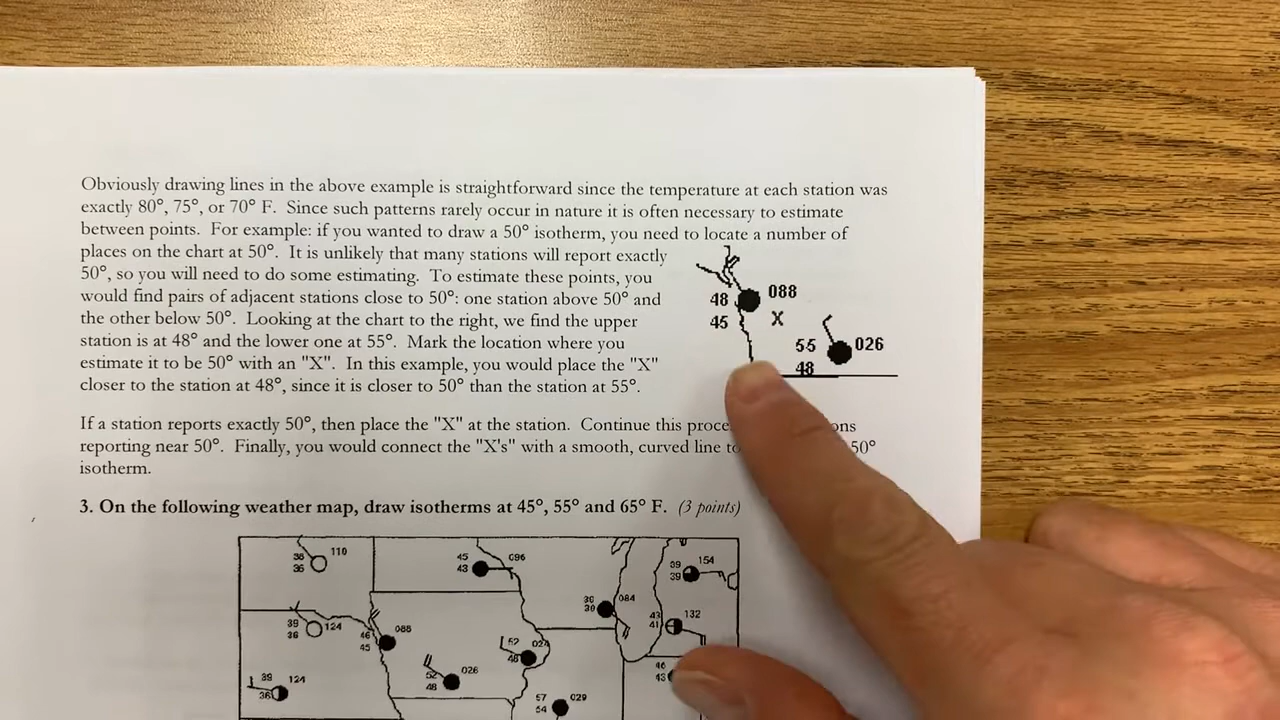 Obviously drawing lines in the above example is straightforward since the temperature at each station was
exactly 80°, 75°, or 70° F. Since such patterns rarely occur in nature it is often necessary to estimate
between points. For example: if you wanted to draw a 50° isotherm, you need to locate a number of
places on the chart at 50°. It is unlikely that many stations will report exactly
50°, so you will need to do some estimating. To estimate these points, you
would find pairs of adjacent stations close to 50°: one station above 50° and
the other below 50°. Looking at the chart to the right, we find the upper
station is at 48° and the lower one at 55°. Mark the location where you
estimate it to be 50° with an "X". In this example, you would place the "X"
closer to the station at 48°, since it is closer to 50° than the station at 55°.
48 088
45 X
55 026
48
If a station reports exactly 50°, then place the "X" at the station. Continue this
reporting near 50°. Finally, you would connect the "X's" with a smooth, curved line 50°
isotherm.
3. On the following weather map, draw isotherms at 45°, 55° and 65° F. (3 points)
110
36
45 096
43
39 154
39
084
30
132
41
39 124
36
088
45
52
48
026
48
39 124
36
57 029
54